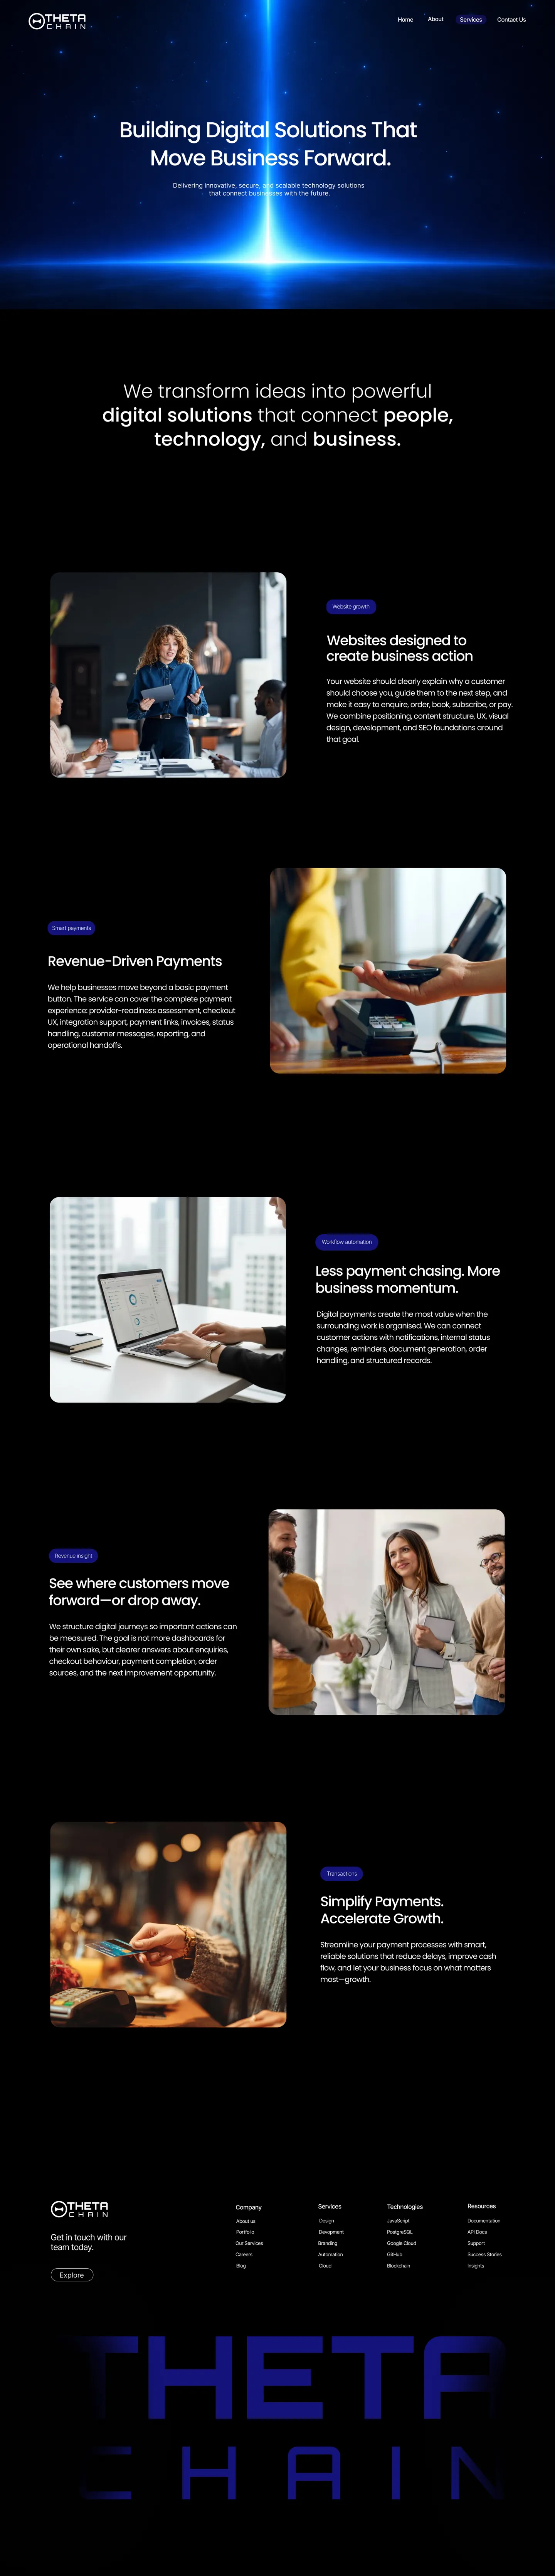 THETA
CHAIN
Home
About
Services
Contact Us
Building Digital Solutions That
Move Business Forward.
Delivering innovative, secure, and scalable technology solutions
that connect businesses with the future.
We transform ideas into powerful
digital solutions that connect people,
technology, and business.
Website growth
Websites designed to
create business action
Your website should clearly explain why a customer
should choose you, guide them to the next step, and
make it easy to enquire, order, book, subscribe, or pay.
We combine positioning, content structure, UX, visual
design, development, and SEO foundations around
that goal.
Smart payments
Revenue-Driven Payments
We help businesses move beyond a basic payment
button. The service can cover the complete payment
experience: provider-readiness assessment, checkout
UX, integration support, payment links, invoices, status
handling, customer messages, reporting, and
operational handoffs.
Workflow automation
Less payment chasing. More
business momentum.
Digital payments create the most value when the
surrounding work is organised. We can connect
customer actions with notifications, internal status
changes, reminders, document generation, order
handling, and structured records.
Revenue insight
See where customers move
forward—or drop away.
We structure digital journeys so important actions can
be measured. The goal is not more dashboards for
their own sake, but clearer answers about enquiries,
checkout behaviour, payment completion, order
sources, and the next improvement opportunity.
Transactions
Simplify Payments.
Accelerate Growth.
Streamline your payment processes with smart,
reliable solutions that reduce delays, improve cash
flow, and let your business focus on what matters
most—growth.
THETA
CHAIN
Get in touch with our
team today.
Explore
Company
About us
Portfolio
Our Services
Careers
Blog
Services
Design
Devopment
Branding
Automation
Cloud
Technologies
JavaScript
PostgreSQL
Google Cloud
GitHub
Blockchain
Resources
Documentation
API Docs
Support
Success Stories
Insights
THETA
CHAIN